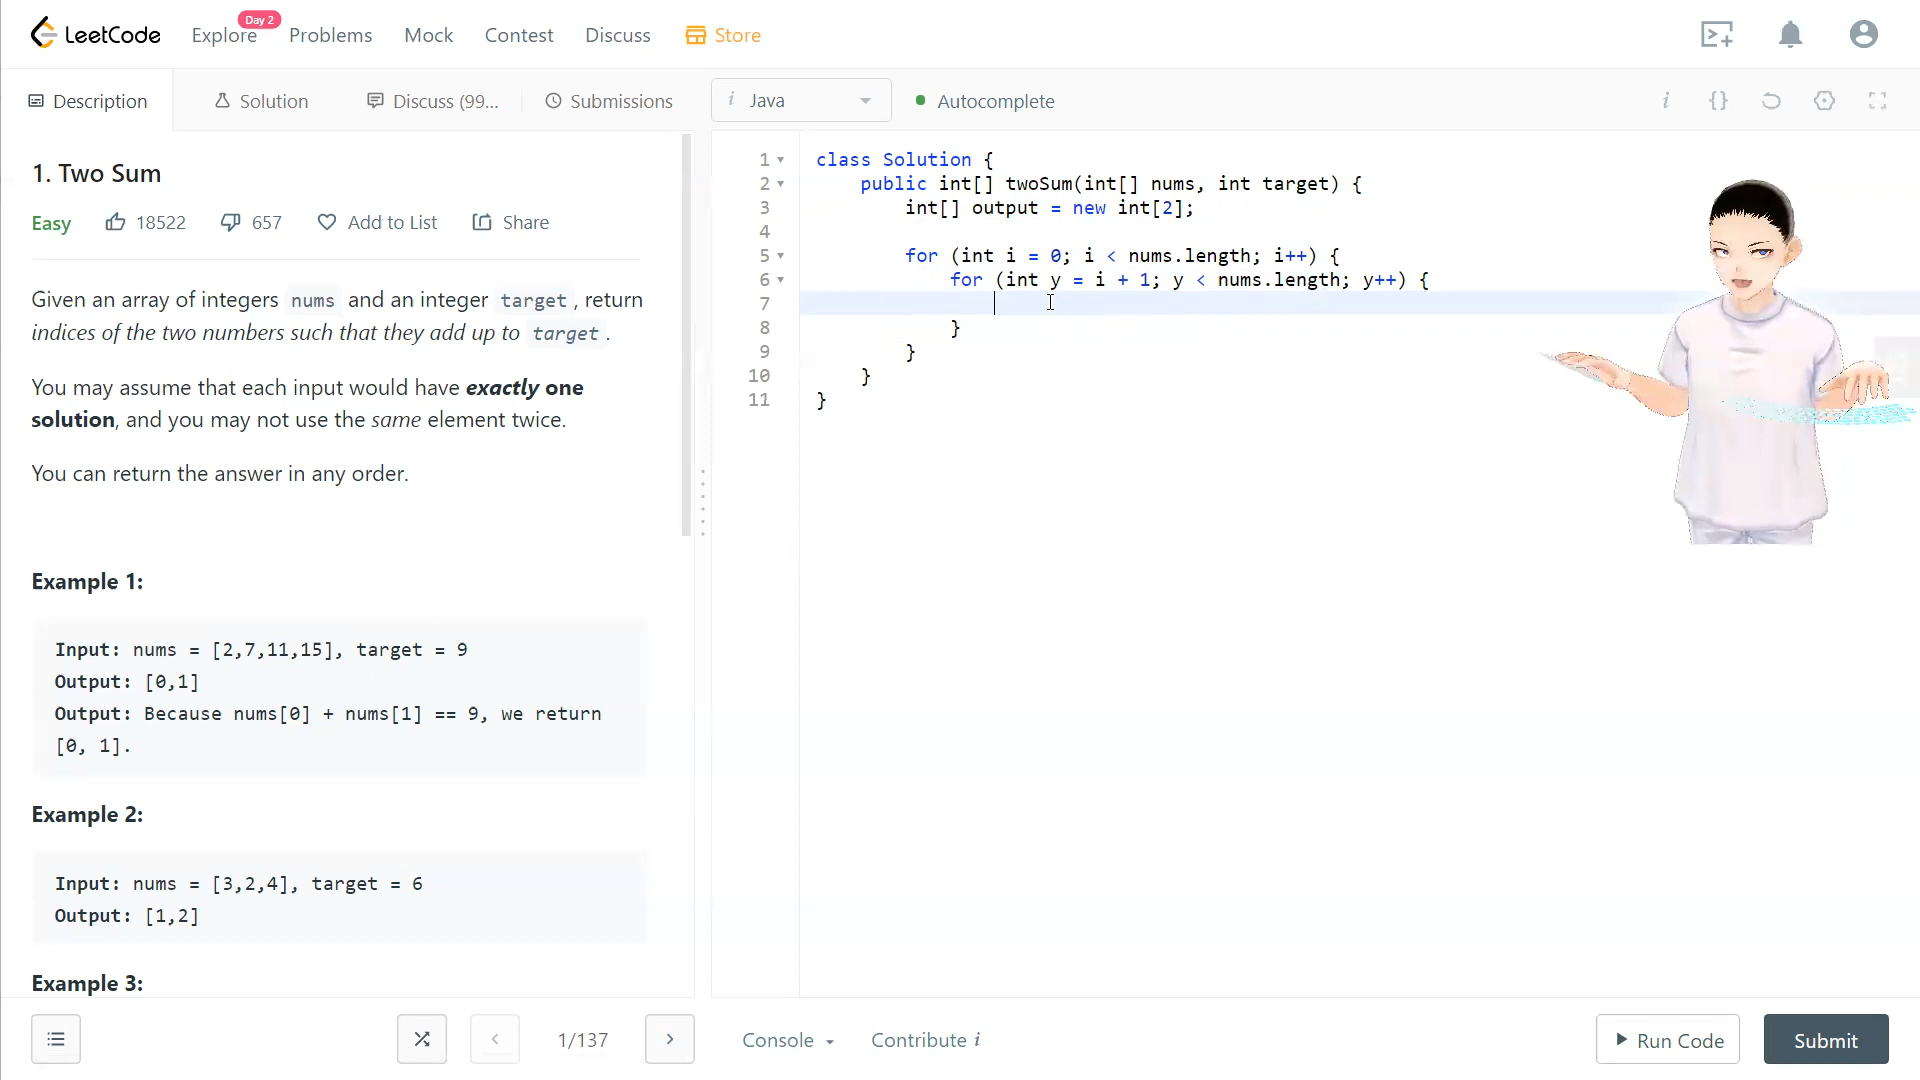 LeetCode Explore Day 2 Problems Mock Contest Discuss Store
Description Solution Discuss (99... Submissions
i Java Autocomplete i {}
1. Two Sum
Easy 18522 657 Add to List Share
Given an array of integers nums and an integer target, return
indices of the two numbers such that they add up to target.
You may assume that each input would have exactly one
solution, and you may not use the same element twice.
You can return the answer in any order.
Example 1:
Input: nums = [2,7,11,15], target = 9
Output: [0,1]
Output: Because nums[0] + nums[1] == 9, we return
[0, 1].
Example 2:
Input: nums = [3,2,4], target = 6
Output: [1,2]
Example 3:
1 class Solution {
2 public int[] twoSum(int[] nums, int target) {
3 int[] output = new int[2];
4
5 for (int i = 0; i < nums.length; i++) {
6 for (int y = i + 1; y < nums.length; y++) {
7
8 }
9 }
10 }
11 }
1/137
Console Contribute i
Run Code Submit